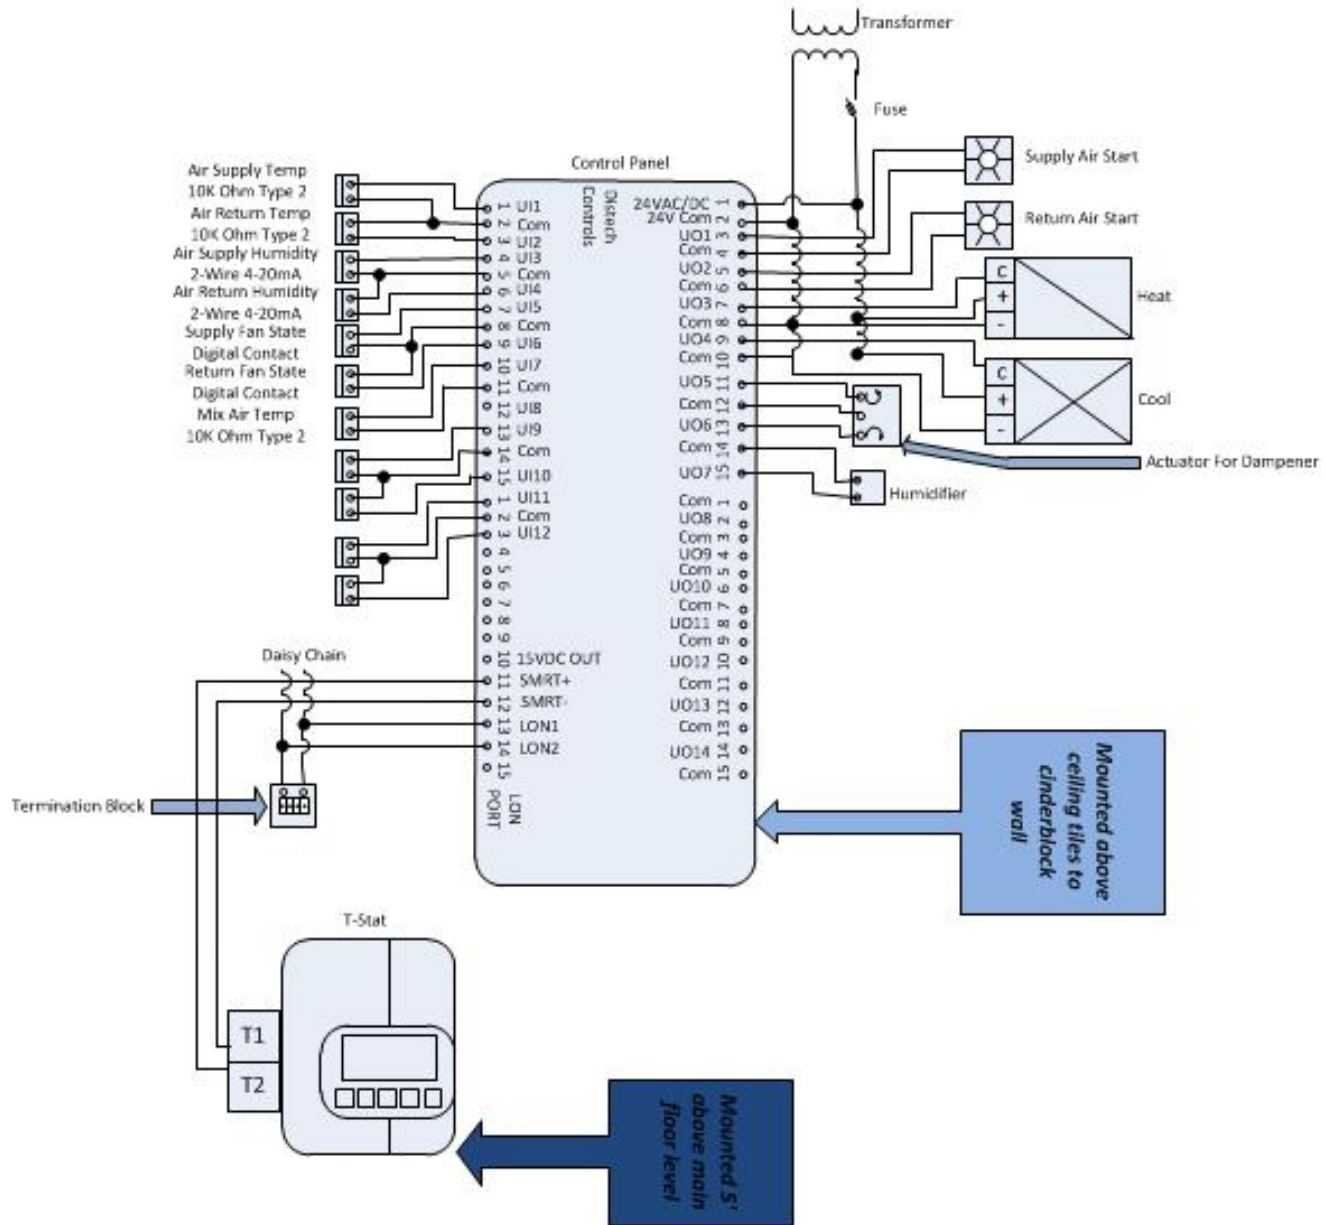 Transformer
Fuse
Control Panel
Air Supply Temp
10K Ohm Type 2
Air Return Temp
10K Ohm Type 2
Air Supply Humidity
2-Wire 4-20mA
Air Return Humidity
2-Wire 4-20mA
Supply Fan State
Digital Contact
Return Fan State
Digital Contact
Mix Air Temp
10K Ohm Type 2
Distech
Controls
1 UI1
2 Com
3 UI2
4 UI3
5 Com
6 UI4
7 UI5
8 Com
9 UI6
10 UI7
11 Com
12 UI8
13 UI9
14 Com
15 UI10
1 UI11
2 Com
3 UI12
4
5
6
7
8
9
10 15VDC OUT
11 SMRT+
12 SMRT-
13 LON1
14 LON2
15
LON
PORT
24VAC/DC 1
24V Com 2
UO1 3
Com 4
UO2 5
Com 6
UO3 7
Com 8
UO4 9
Com 10
UO5 11
Com 12
UO6 13
Com 14
UO7 15
Com 1
UO8 2
Com 3
UO9 4
Com 5
UO10 6
Com 7
UO11 8
Com 9
UO12 10
Com 11
UO13 12
Com 13
UO14 14
Com 15
Supply Air Start
Return Air Start
C
+
-
Heat
C
+
-
Cool
Actuator For Dampener
Humidifier
Daisy Chain
Termination Block
Mounted above
ceiling tiles to
cinderblock
wall
T-Stat
T1
T2
Mounted 5'
above main
floor level